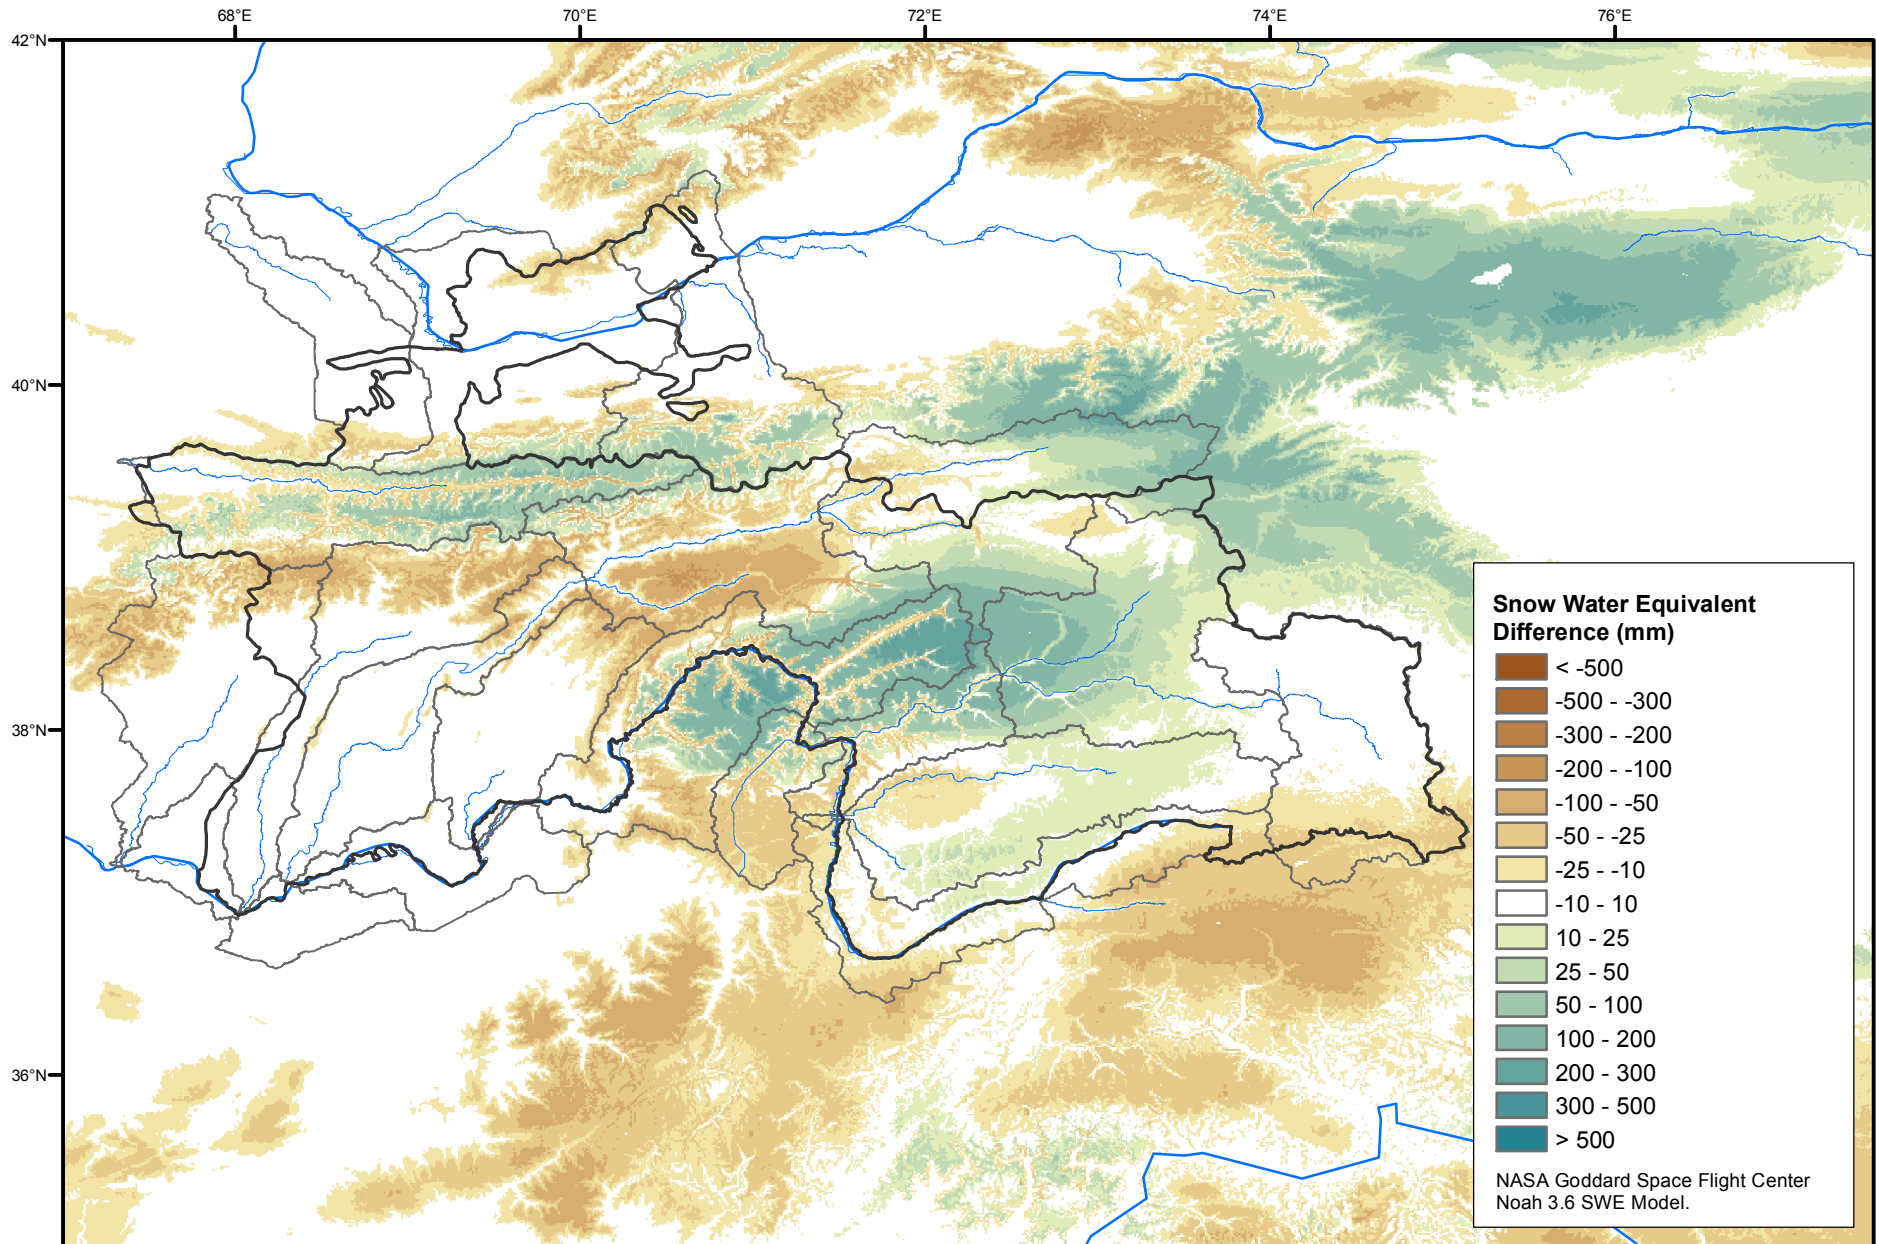 68°E
70°E
72°E
74°E
76°E
42°N
40°N
38°N
36°N
Snow Water Equivalent
Difference (mm)
< -500
-500 - -300
-300 - -200
-200 - -100
-100 - -50
-50 - -25
-25 - -10
-10 - 10
10 - 25
25 - 50
50 - 100
100 - 200
200 - 300
300 - 500
> 500
NASA Goddard Space Flight Center
Noah 3.6 SWE Model.